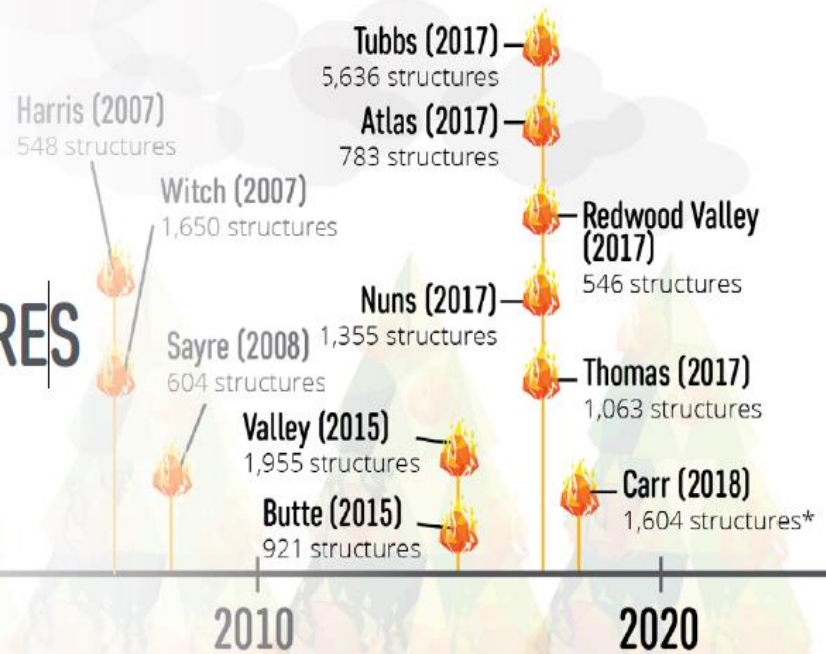 Tubbs (2017)
5,636 structures
Harris (2007)
548 structures
Atlas (2017)
783 structures
Witch (2007)
1,650 structures
Redwood Valley
(2017)
546 structures
Nuns (2017)
1,355 structures
RES
Sayre (2008)
604 structures
Thomas (2017)
1,063 structures
Valley (2015)
1,955 structures
Carr (2018)
1,604 structures*
Butte (2015)
921 structures
2010
2020